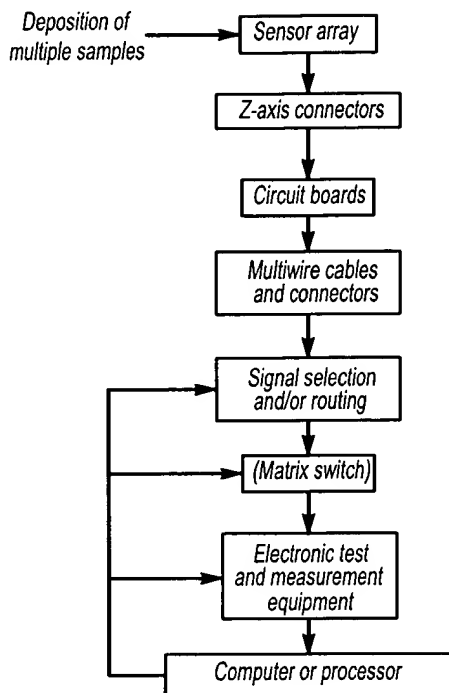 Deposition of
multiple samples
Sensor array
Z-axis connectors
Circuit boards
Multiwire cables
and connectors
Signal selection
and/or routing
(Matrix switch)
Electronic test
and measurement
equipment
Computer or processor